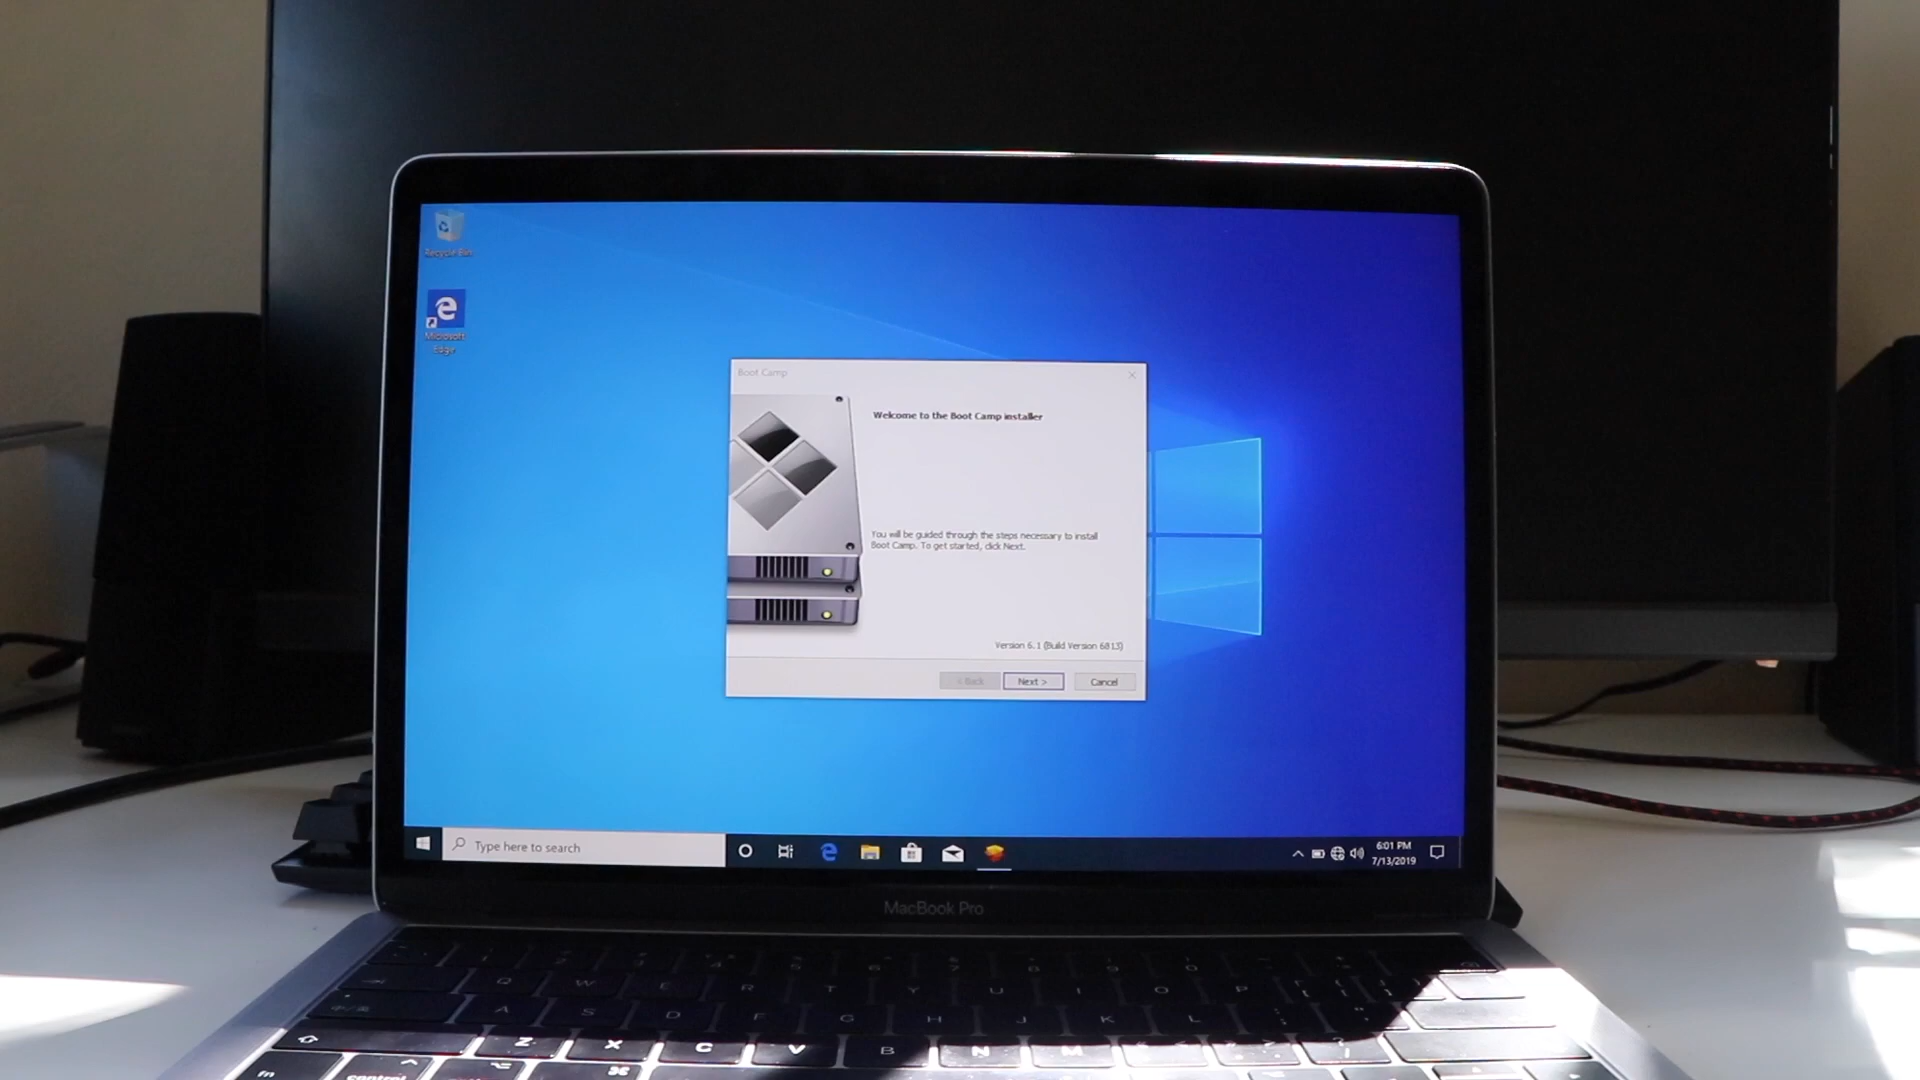 Recycle Bin
Microsoft
Edge
Boot Camp
Welcome to the Boot Camp installer
You will be guided through the steps necessary to install
Boot Camp. To get started, click Next.
Version 6.1 (Build Version 6813)
< Back
Next >
Cancel
Type here to search
6:01 PM
7/13/2019
MacBook Pro
Q W E R T Y U I O P
A S D F G H J K L
Z X C V B N M
fn
control